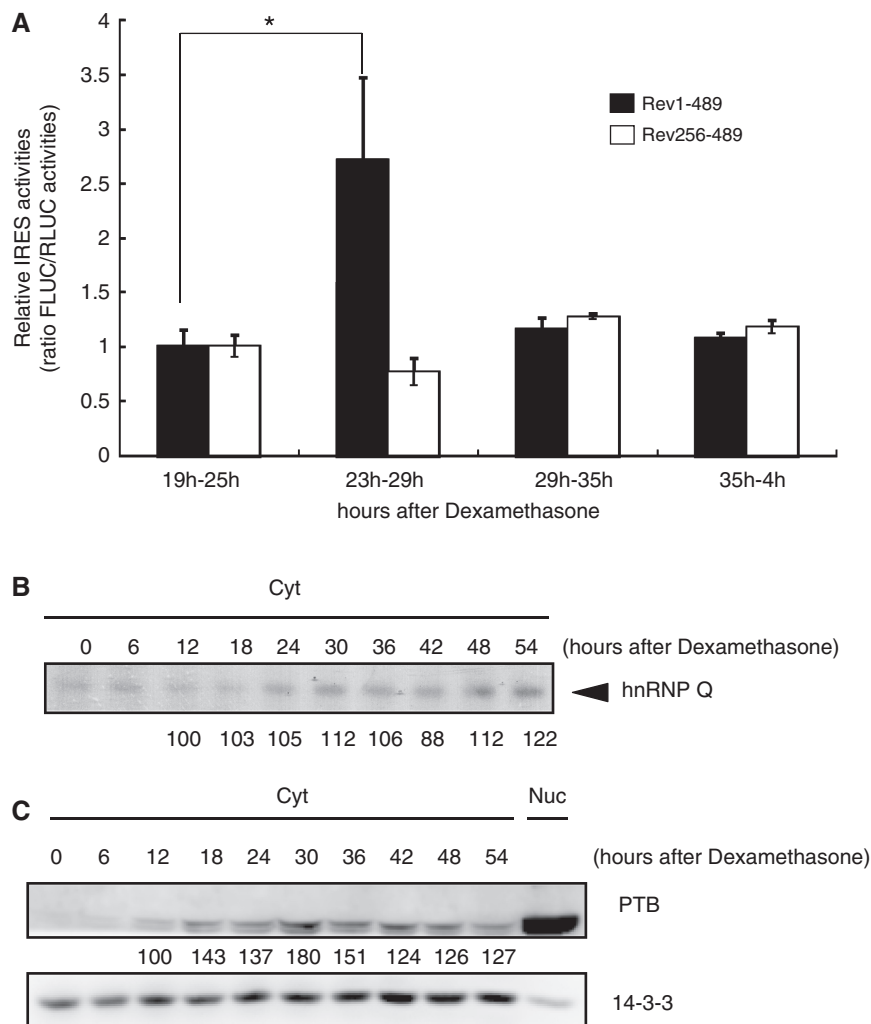 A
4
3.5
3
2.5
2
1.5
1
0.5
0
Relative IRES activities
(ratio FLUC/RLUC activities)
*
Rev1-489
Rev256-489
19h-25h 23h-29h 29h-35h 35h-4h
hours after Dexamethasone
B
Cyt
0 6 12 18 24 30 36 42 48 54 (hours after Dexamethasone)
hnRNP Q
100 103 105 112 106 88 112 122
C
Cyt Nuc
0 6 12 18 24 30 36 42 48 54 (hours after Dexamethasone)
PTB
100 143 137 180 151 124 126 127
14-3-3